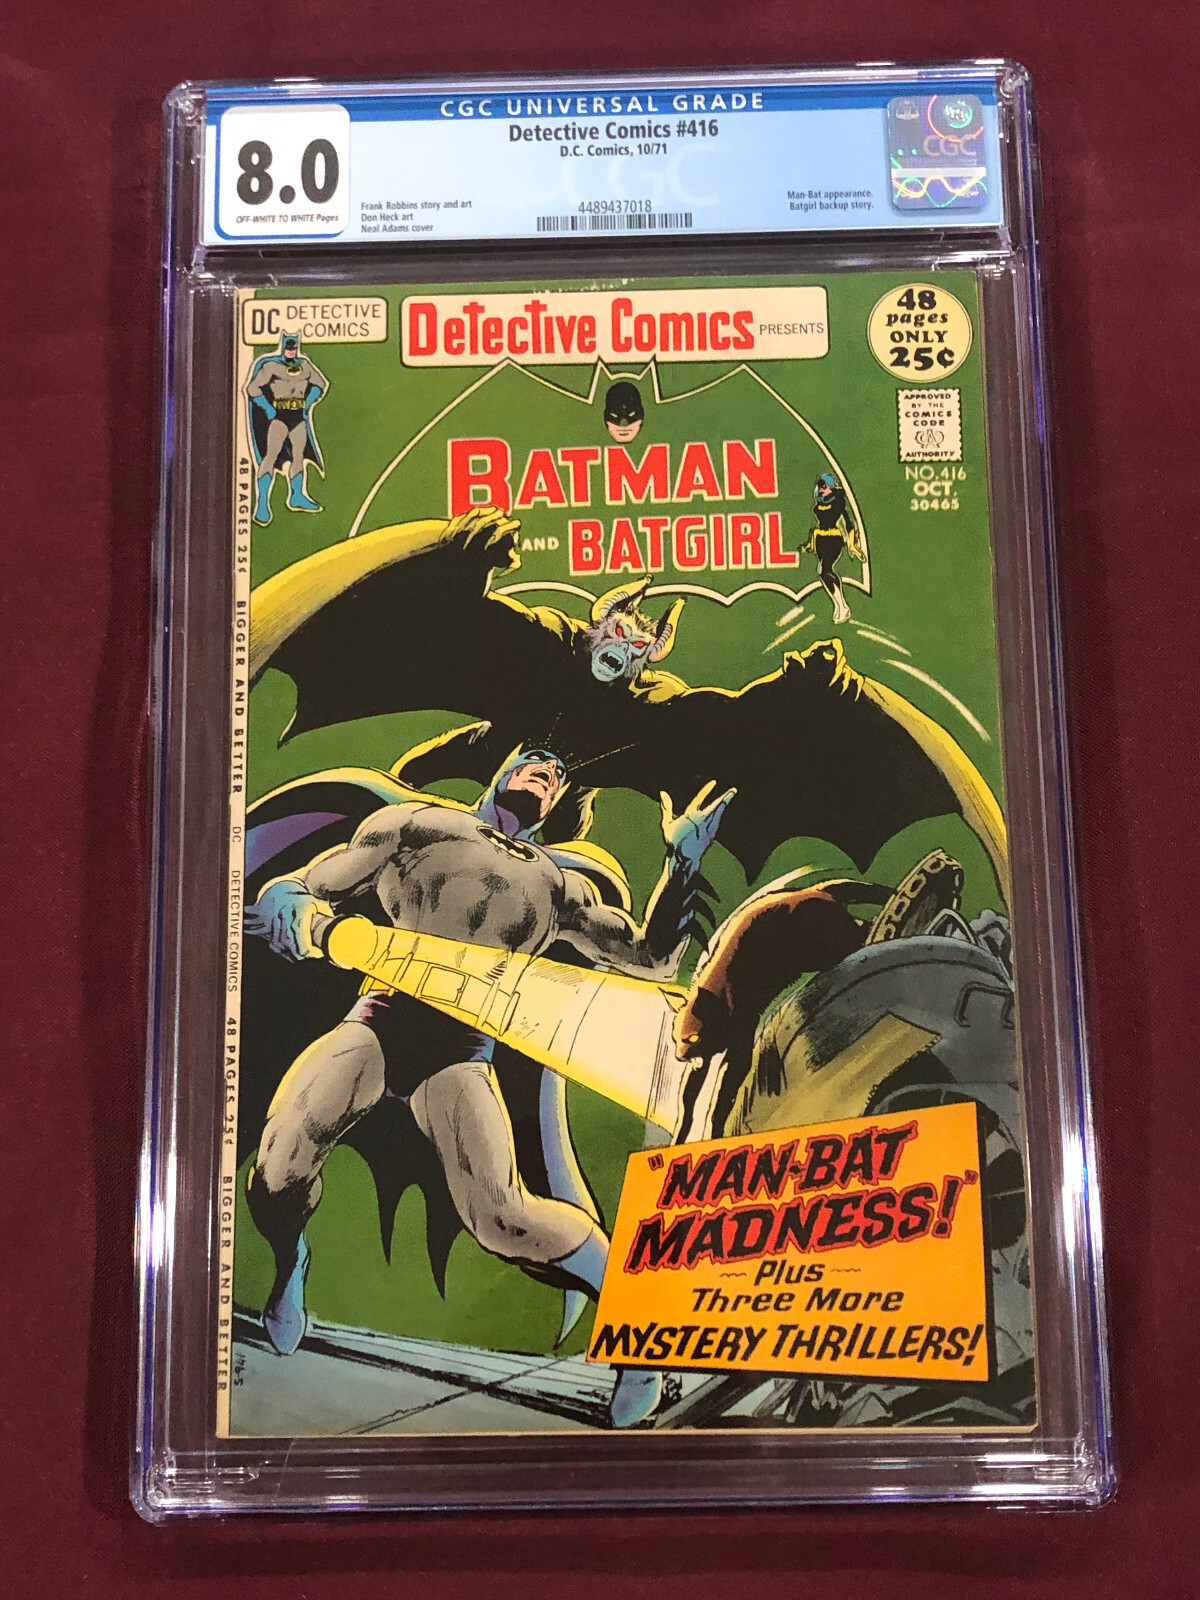 CGC UNIVERSAL GRADE
8.0
OFF-WHITE TO WHITE Pages
Detective Comics #416
D.C. Comics, 10/71
Frank Robbins story and art
Don Heck art
Neal Adams cover
4489437018
Man-Bat appearance.
Batgirl backup story.
CGC
CGC
DC DETECTIVE
COMICS
Detective Comics PRESENTS
48
pages
ONLY
25¢
APPROVED
BY THE
COMICS
CODE
CA
AUTHORITY
NO. 416
OCT.
30465
BATMAN
AND BATGIRL
48 PAGES 25¢ BIGGER AND BETTER DC DETECTIVE COMICS 48 PAGES 25¢ BIGGER AND BETTER
"MAN-BAT
MADNESS!"
Plus
Three More
MYSTERY THRILLERS!